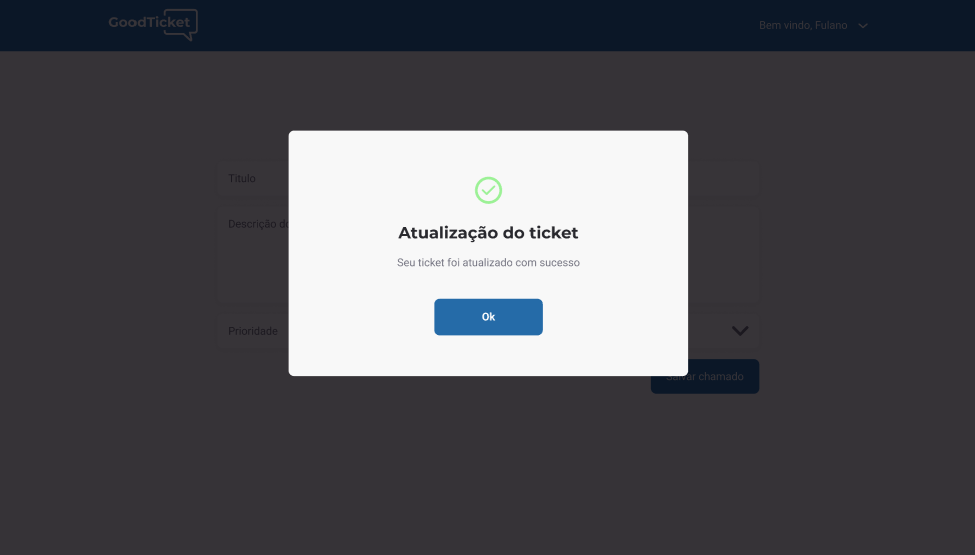 GoodTicket
Bem vindo, Fulano
Titulo
Descrição do
Atualização do ticket
Seu ticket foi atualizado com sucesso
Prioridade
Ok
Salvar chamado